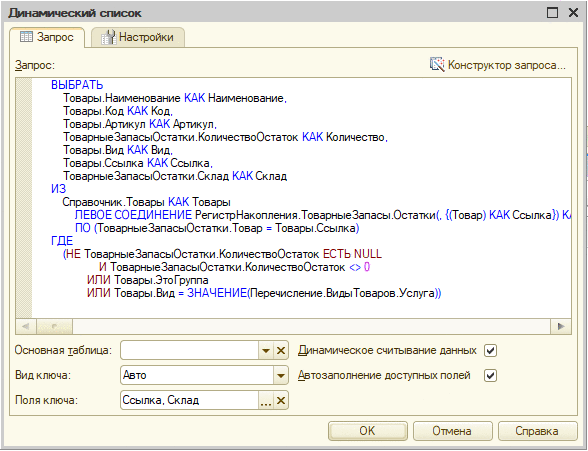 Динамический список
Запрос
Настройки
Запрос:
Конструктор запроса...
ВЫБРАТЬ
Товары.Наименование КАК Наименование,
Товары.Код КАК Код,
Товары.Артикул КАК Артикул,
ТоварныеЗапасыОстатки.КоличествоОстаток КАК Количество,
Товары.Вид КАК Вид,
Товары.Ссылка КАК Ссылка,
ТоварныеЗапасыОстатки.Склад КАК Склад
ИЗ
Справочник.Товары КАК Товары
ЛЕВОЕ СОЕДИНЕНИЕ РегистрНакопления.ТоварныеЗапасы.Остатки(, {(Товар) КАК Ссылка}) КА
ПО (ТоварныеЗапасыОстатки.Товар = Товары.Ссылка)
ГДЕ
(НЕ ТоварныеЗапасыОстатки.КоличествоОстаток ЕСТЬ NULL
И ТоварныеЗапасыОстатки.КоличествоОстаток <> 0
ИЛИ Товары.ЭтоГруппа
ИЛИ Товары.Вид = ЗНАЧЕНИЕ(Перечисление.ВидыТоваров.Услуга))
Основная таблица:
Динамическое считывание данных
Вид ключа: Авто
Автозаполнение доступных полей
Поля ключа: Ссылка, Склад ...
OK
Отмена
Справка